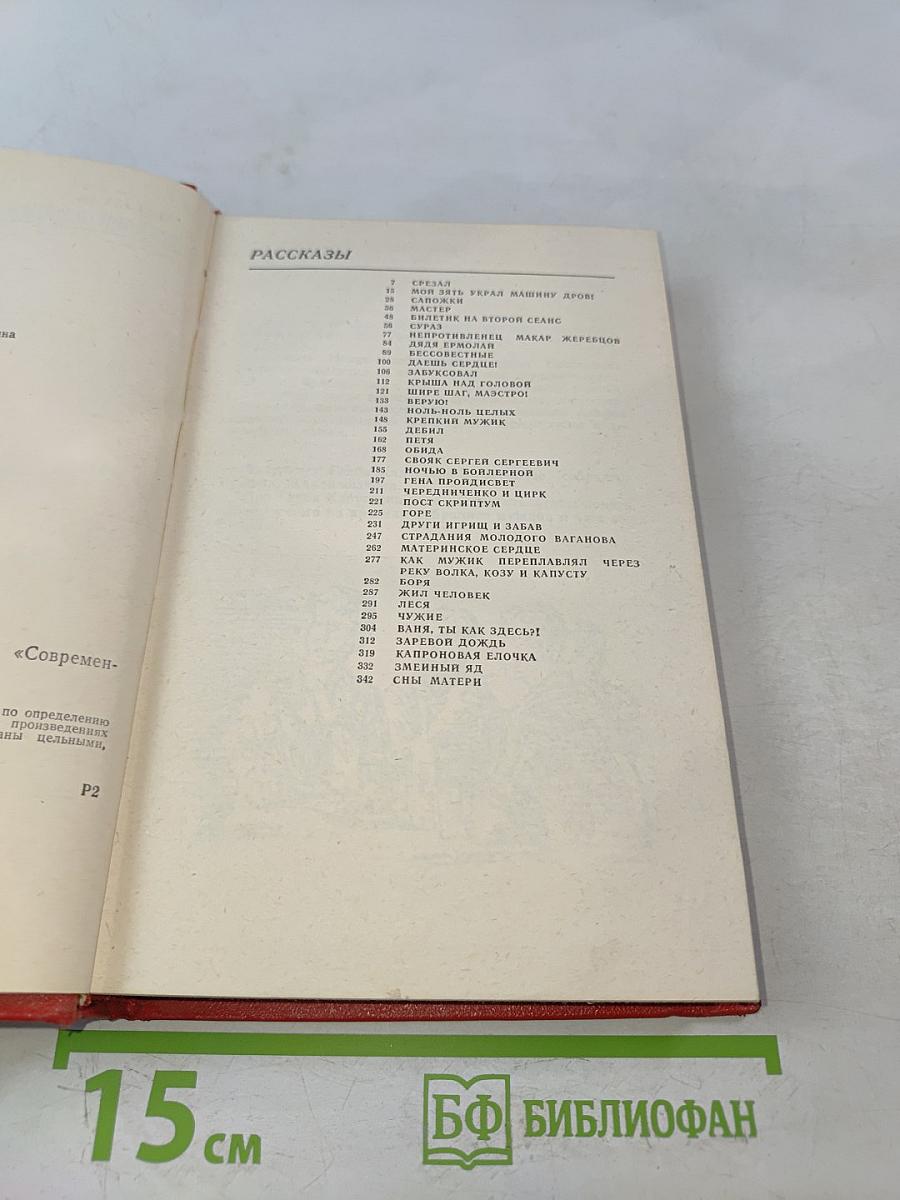 на
«Современ-
по определению
произведениях
цельными,
Р2
РАССКАЗЫ
7 СРЕЗАЛ
15 МОЙ ЗЯТЬ УКРАЛ МАШИНУ ДРОВ!
28 САПОЖКИ
36 МАСТЕР
48 БИЛЕТИК НА ВТОРОЙ СЕАНС
56 СУРАЗ
77 НЕПРОТИВЛЕНЕЦ МАКАР ЖЕРЕБЦОВ
84 ДЯДЯ ЕРМОЛАЙ
89 БЕССОВЕСТНЫЕ
100 ДАЕШЬ СЕРДЦЕ!
106 ЗАБУКСОВАЛ
112 КРЫША НАД ГОЛОВОЙ
121 ШИРЕ ШАГ, МАЭСТРО!
133 ВЕРУЮ!
143 НОЛЬ-НОЛЬ ЦЕЛЫХ
148 КРЕПКИЙ МУЖИК
155 ДЕБИЛ
162 ПЕТЯ
168 ОБИДА
177 СВОЯК СЕРГЕЙ СЕРГЕЕВИЧ
185 НОЧЬЮ В БОЙЛЕРНОЙ
197 ГЕНА ПРОЙДИСВЕТ
211 ЧЕРЕДНИЧЕНКО И ЦИРК
221 ПОСТ СКРИПТУМ
225 ГОРЕ
231 ДРУГИ ИГРИЩ И ЗАБАВ
247 СТРАДАНИЯ МОЛОДОГО ВАГАНОВА
262 МАТЕРИНСКОЕ СЕРДЦЕ
277 КАК МУЖИК ПЕРЕПЛАВЛЯЛ ЧЕРЕЗ
РЕКУ ВОЛКА, КОЗУ И КАПУСТУ
282 БОРЯ
287 ЖИЛ ЧЕЛОВЕК
291 ЛЕСЯ
295 ЧУЖИЕ
304 ВАНЯ, ТЫ КАК ЗДЕСЬ?!
312 ЗАРЕВОЙ ДОЖДЬ
319 КАПРОНОВАЯ ЕЛОЧКА
332 ЗМЕИНЫЙ ЯД
342 СНЫ МАТЕРИ
15 см
БФ БИБЛИОФАН